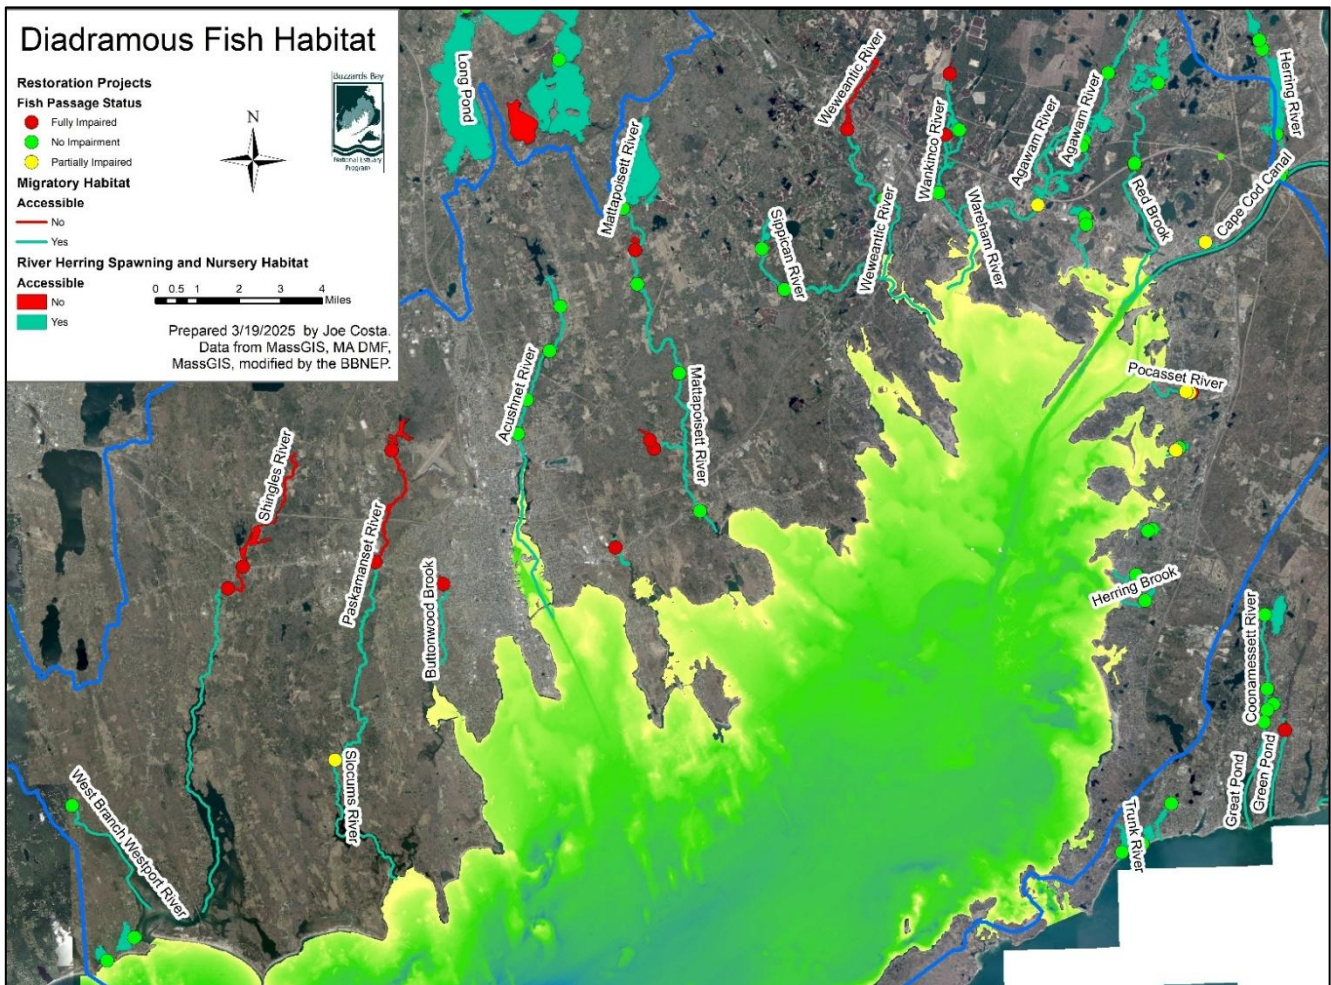 Diadramous Fish Habitat
Restoration Projects
Fish Passage Status
Fully Impaired
No Impairment
Partially Impaired
Migratory Habitat
Accessible
No
Yes
River Herring Spawning and Nursery Habitat
Accessible
No
Yes
N
Buzzards Bay
National Estuary
Program
0 0.5 1 2 3 4
Miles
Prepared 3/19/2025 by Joe Costa.
Data from MassGIS, MA DMF,
MassGIS, modified by the BBNEP.
Long Pond
Mattapoisett River
Weweantic River
Wankinco River
Agawam River
Agawam River
Herring River
Red Brook
Cape Cod Canal
Sippican River
Weweantic River
Wareham River
Acushnet River
Mattapoisett River
Pocasset River
Shingles River
Paskamanset River
Buttonwood Brook
Herring Brook
Coonamessett River
Great Pond
Green Pond
Trunk River
Slocums River
West Branch Westport River